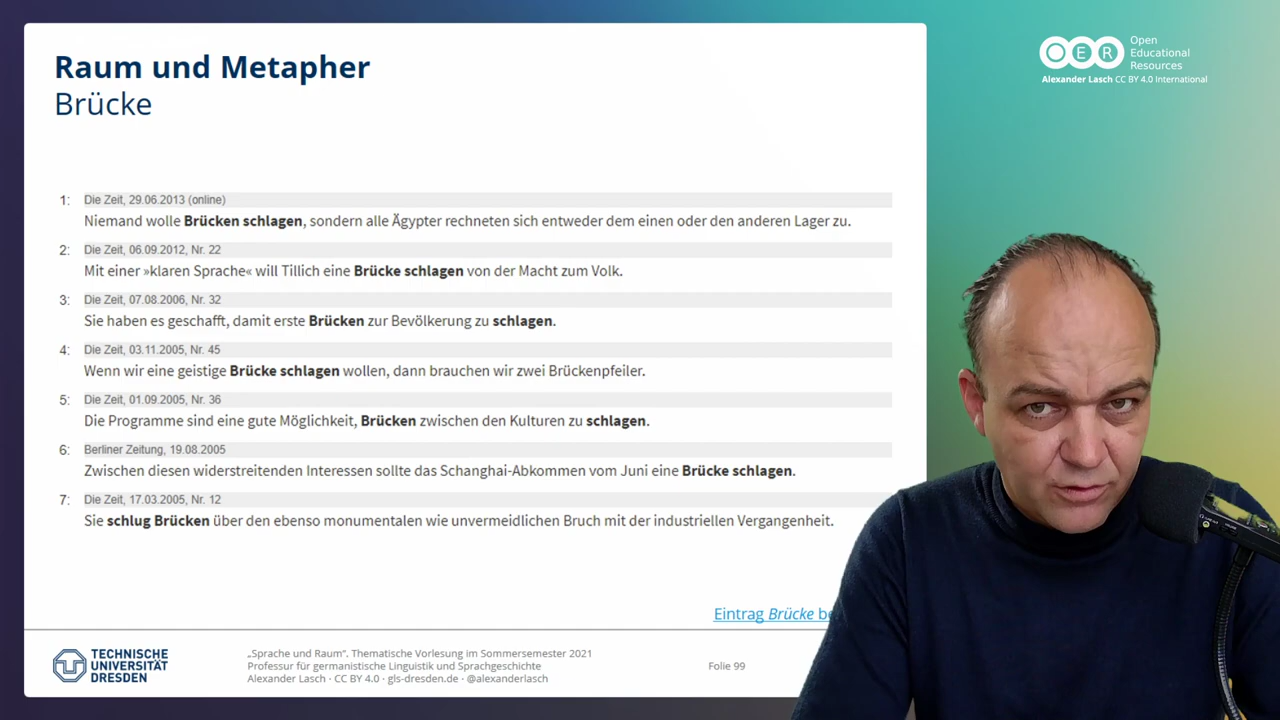 Raum und Metapher
Brücke
1: Die Zeit, 29.06.2013 (online)
Niemand wolle Brücken schlagen, sondern alle Ägypter rechneten sich entweder dem einen oder den anderen Lager zu.
2: Die Zeit, 06.09.2012, Nr. 22
Mit einer »klaren Sprache« will Tillich eine Brücke schlagen von der Macht zum Volk.
3: Die Zeit, 07.08.2006, Nr. 32
Sie haben es geschafft, damit erste Brücken zur Bevölkerung zu schlagen.
4: Die Zeit, 03.11.2005, Nr. 45
Wenn wir eine geistige Brücke schlagen wollen, dann brauchen wir zwei Brückenpfeiler.
5: Die Zeit, 01.09.2005, Nr. 36
Die Programme sind eine gute Möglichkeit, Brücken zwischen den Kulturen zu schlagen.
6: Berliner Zeitung, 19.08.2005
Zwischen diesen widerstreitenden Interessen sollte das Schanghai-Abkommen vom Juni eine Brücke schlagen.
7: Die Zeit, 17.03.2005, Nr. 12
Sie schlug Brücken über den ebenso monumentalen wie unvermeidlichen Bruch mit der industriellen Vergangenheit.
Eintrag Brücke
TECHNISCHE
UNIVERSITÄT
DRESDEN
„Sprache und Raum“. Thematische Vorlesung im Sommersemester 2021
Professur für germanistische Linguistik und Sprachgeschichte
Alexander Lasch · CC BY 4.0 · gls-dresden.de · @alexanderlasch
Folie 99
OER
Open
Educational
Resources
Alexander Lasch CC BY 4.0 International